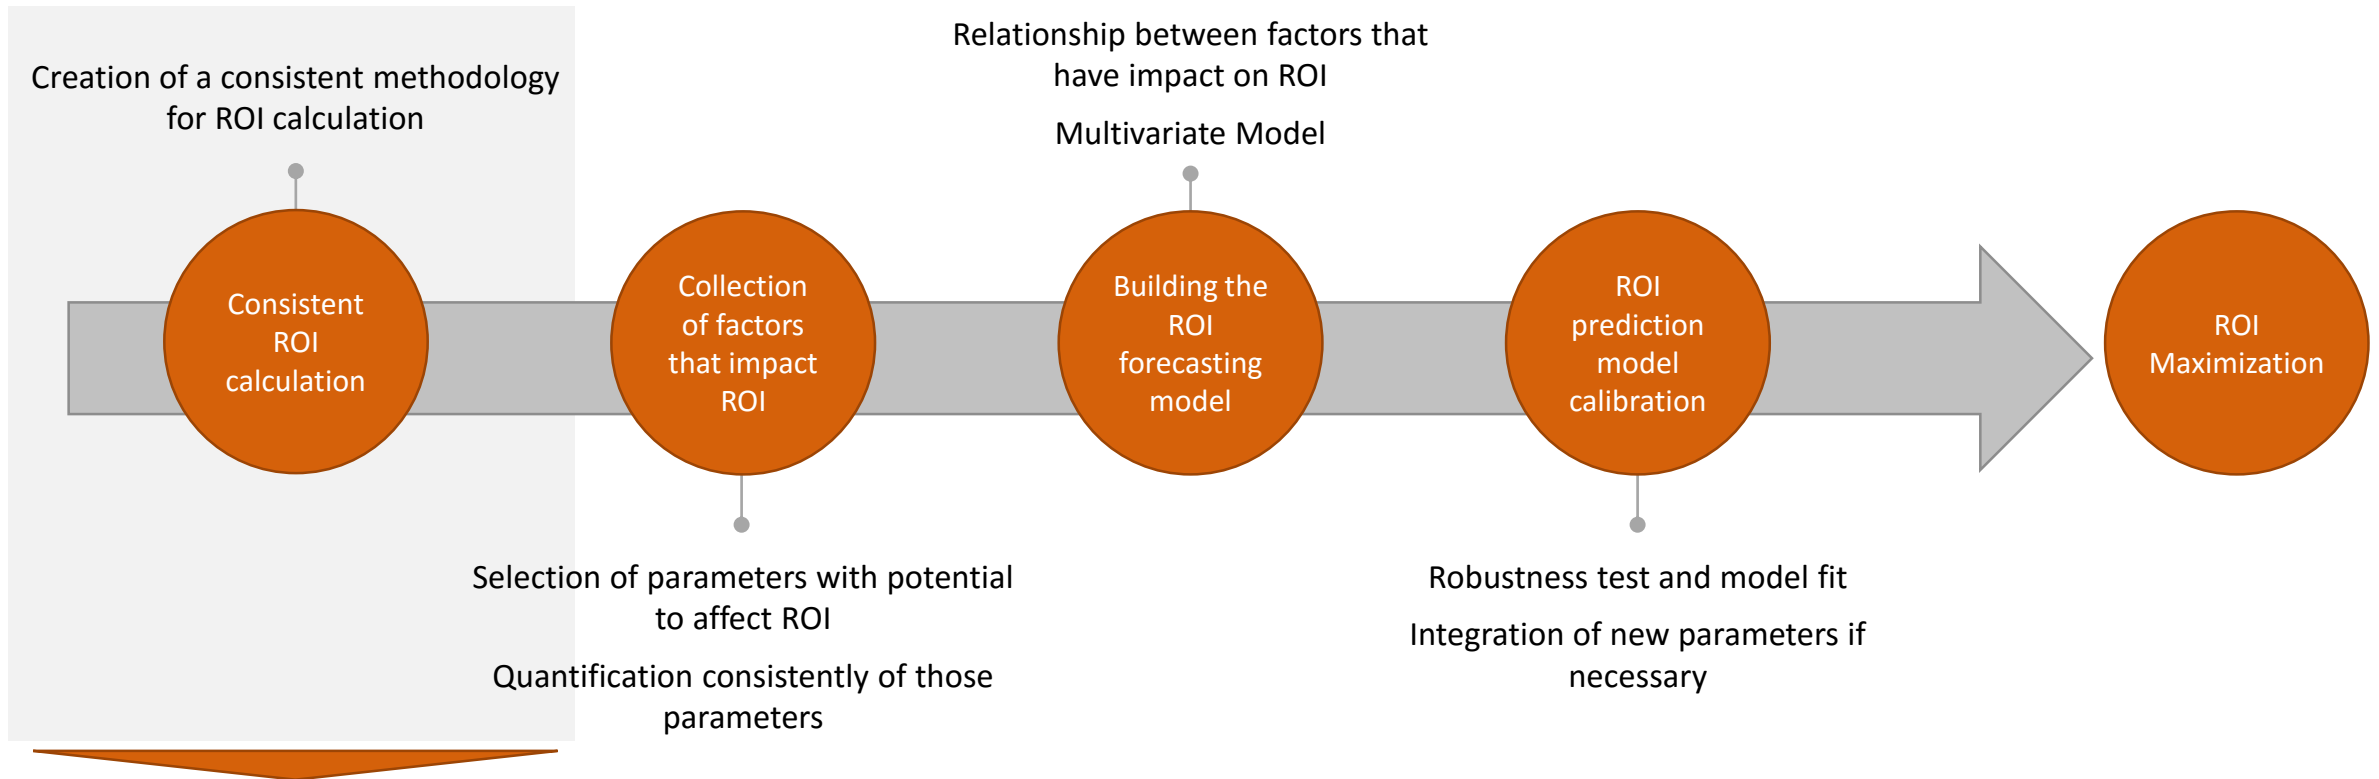 Creation of a consistent methodology
for ROI calculation
Relationship between factors that
have impact on ROI
Multivariate Model
Consistent
ROI
calculation
Collection
of factors
that impact
ROI
Building the
ROI
forecasting
model
ROI
prediction
model
calibration
ROI
Maximization
Selection of parameters with potential
to affect ROI
Quantification consistently of those
parameters
Robustness test and model fit
Integration of new parameters if
necessary